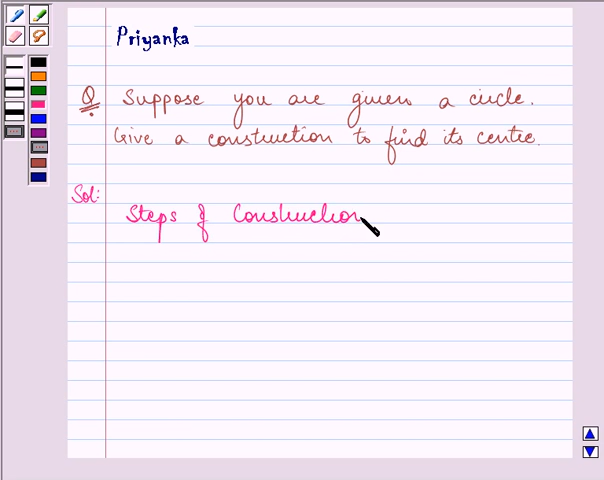 Priyanka
Q Suppose you are given a circle.
Give a construction to find its centre.
Sol:
Steps of Construction